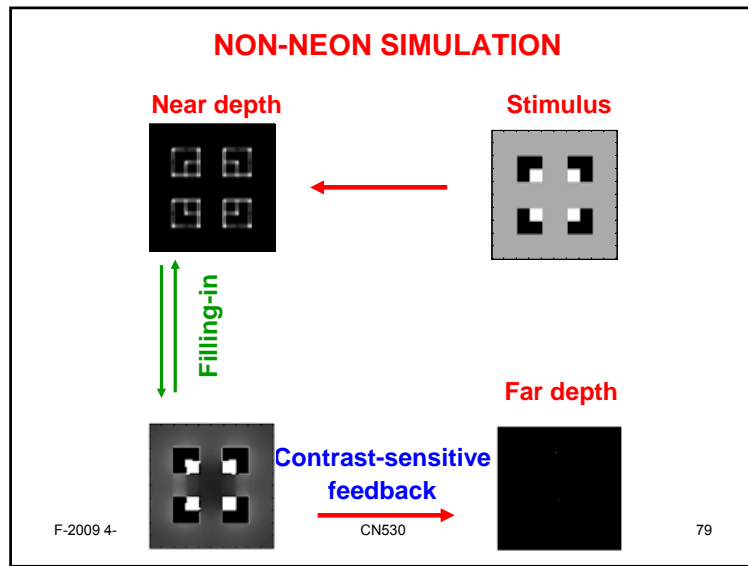 NON-NEON SIMULATION
Near depth
Stimulus
Filling-in
Far depth
Contrast-sensitive
feedback
F-2009 4-
CN530
79